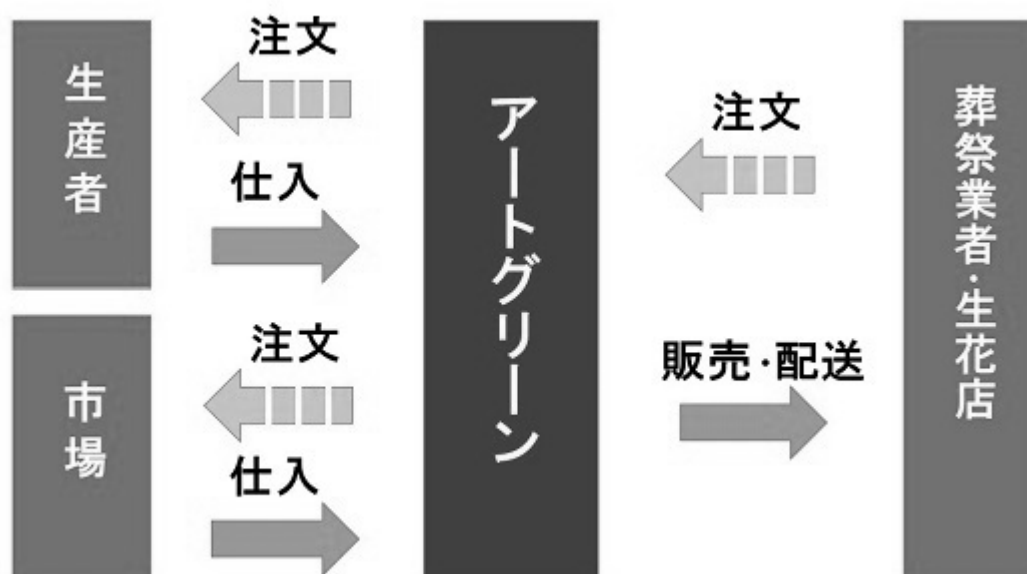 生産者
注文
仕入
市場
注文
仕入
アートグリーン
注文
販売・配送
葬祭業者・生花店